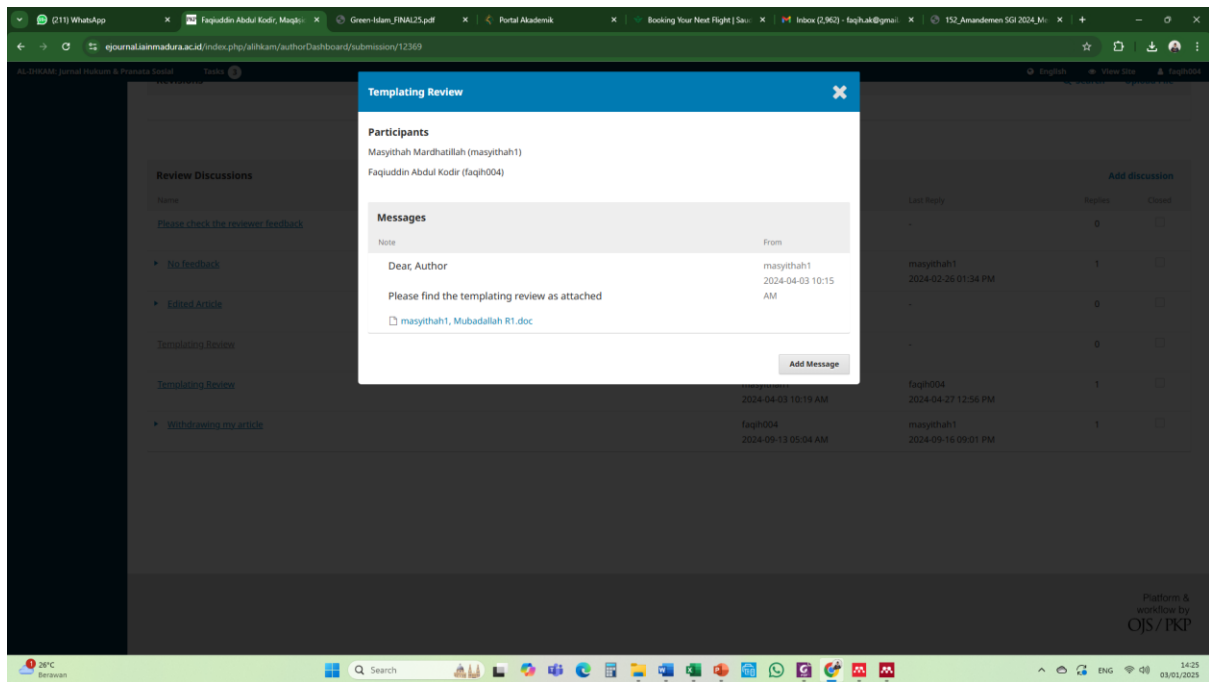 (211) WhatsApp
Faqiuddin Abdul Kodir, Maqāṣi
Green-Islam_FINAL25.pdf
Portal Akademik
Booking Your Next Flight | Sau
Inbox (2,962) - faqih.ak@gmail
152_Amandemen SGI 2024_M
ejournal.iainmadura.ac.id/index.php/alihkam/authorDashboard/submission/12369
AL-IHKAM: Jurnal Hukum & Pranata Sosial Tasks 3 English View Site faqih004
Templating Review
Participants
Masyithah Mardhatillah (masyithah1)
Faqiuddin Abdul Kodir (faqih004)
Review Discussions Add discussion
Name Last Reply Replies Closed
Messages
Note From
Please check the reviewer feedback - 0
Dear, Author masyithah1
2024-04-03 10:15
AM
Please find the templating review as attached
masyithah1, Mubadallah R1.doc
Add Message
No feedback masyithah1 1
2024-02-26 01:34 PM
Edited Article - 0
Templating Review - 0
Templating Review masyithah1 faqih004 1
2024-04-03 10:19 AM 2024-04-27 12:56 PM
Withdrawing my article faqih004 masyithah1 1
2024-09-13 05:04 AM 2024-09-16 09:01 PM
Platform &
workflow by
OJS / PKP
1
26°C
Berawan
Search
ENG
14:25
03/01/2025